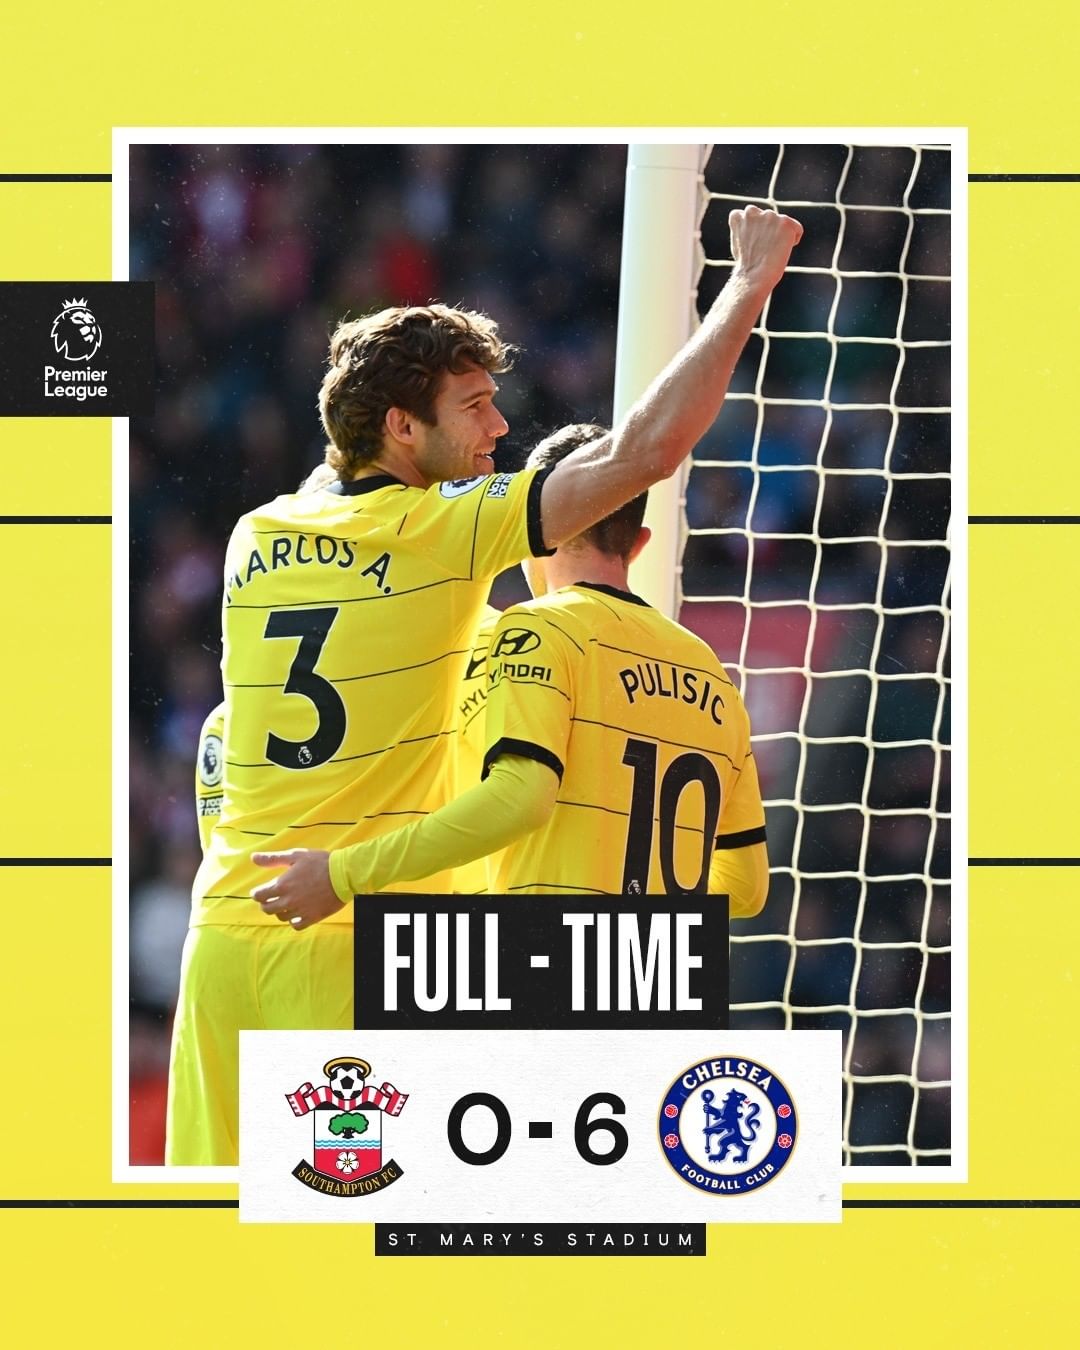 Premier
League
MARCOS A.
3
HYUNDAI
PULISIC
10
FULL - TIME
0 - 6
SOUTHAMPTON FC
CHELSEA
FOOTBALL CLUB
ST MARY'S STADIUM